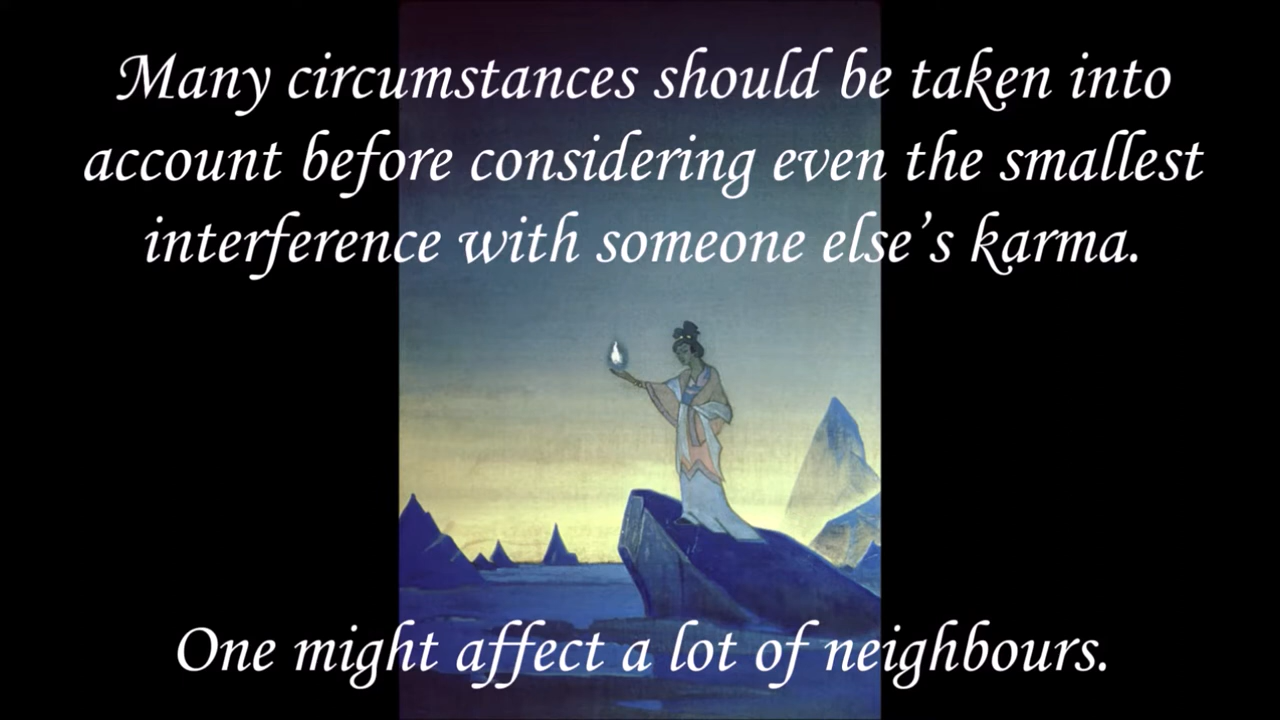 Many circumstances should be taken into
account before considering even the smallest
interference with someone else’s karma.
One might affect a lot of neighbours.